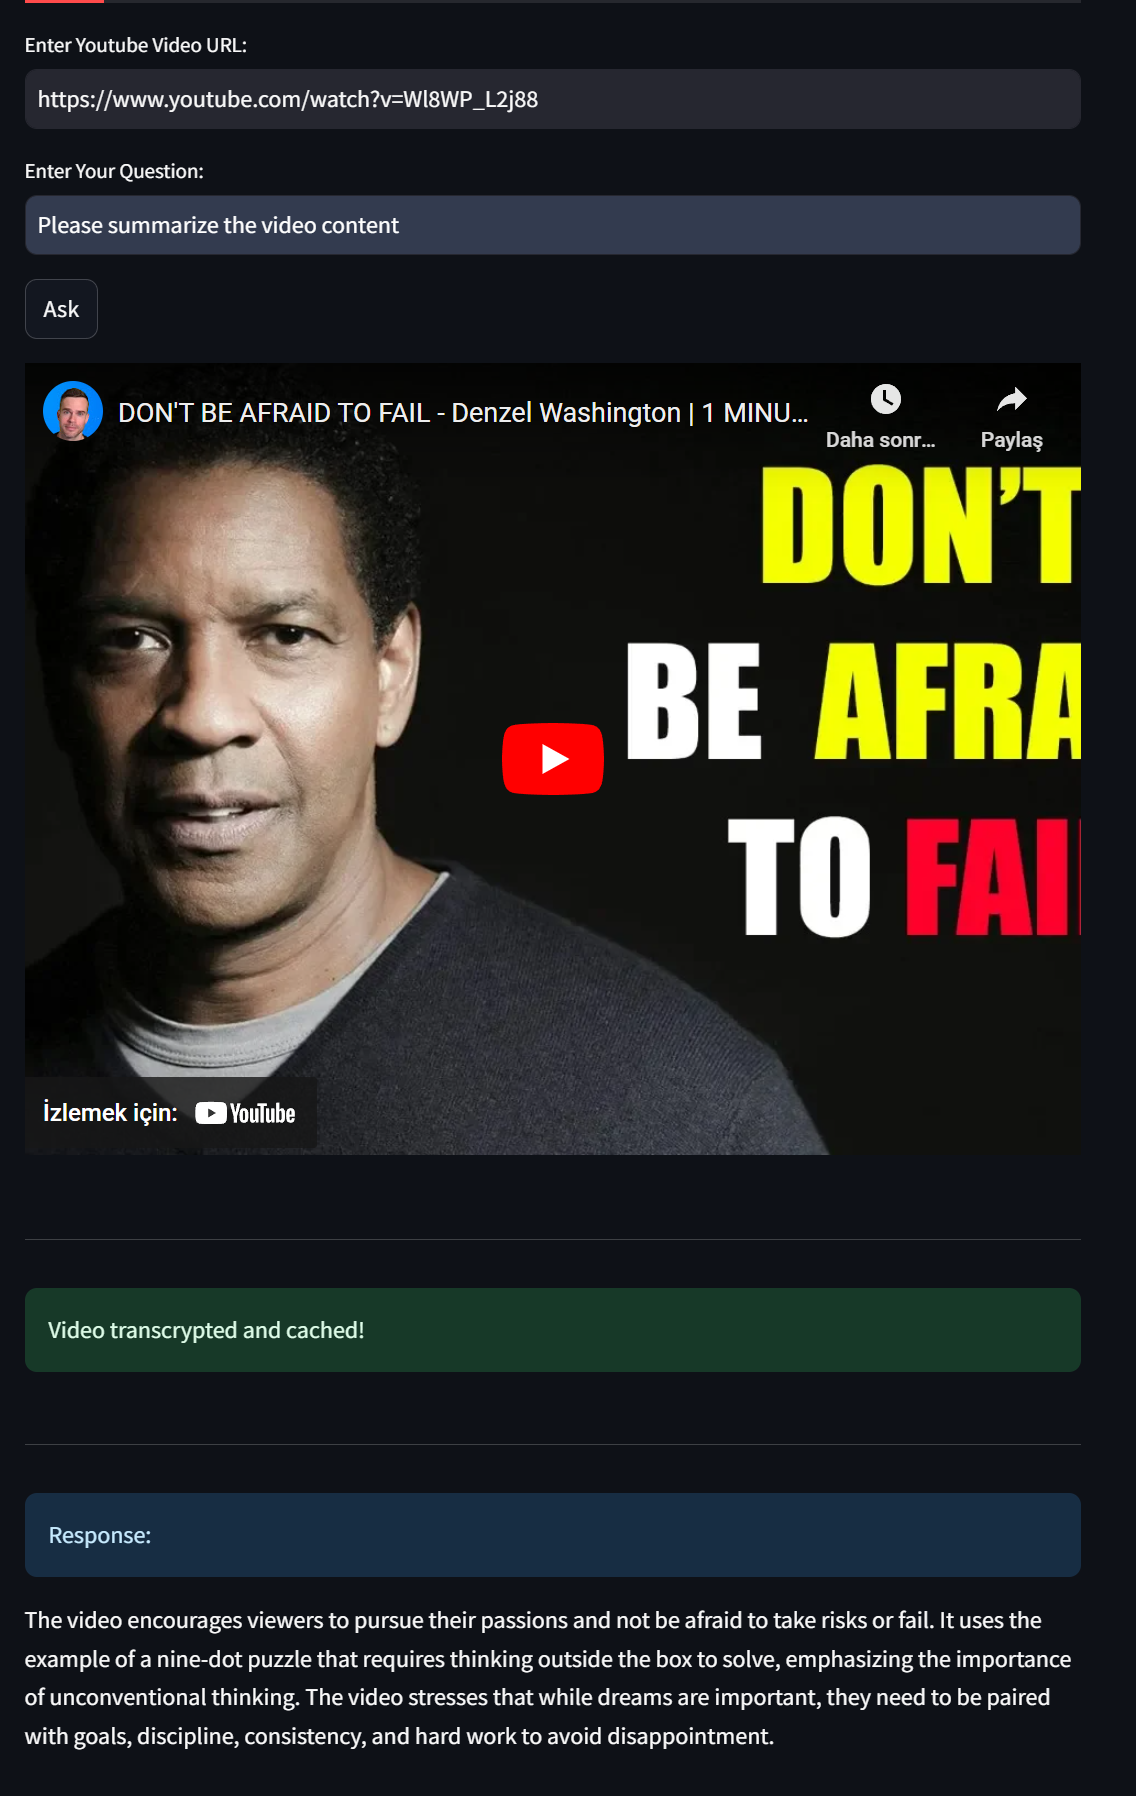 Enter Youtube Video URL:
https://www.youtube.com/watch?v=Wl8WP_L2j88
Enter Your Question:
Please summarize the video content
Ask
DON'T BE AFRAID TO FAIL - Denzel Washington | 1 MINU...
Daha sonr...
Paylaş
DON'T
BE AFRA
TO FAI
İzlemek için: YouTube
Video transcrypted and cached!
Response:
The video encourages viewers to pursue their passions and not be afraid to take risks or fail. It uses the
example of a nine-dot puzzle that requires thinking outside the box to solve, emphasizing the importance
of unconventional thinking. The video stresses that while dreams are important, they need to be paired
with goals, discipline, consistency, and hard work to avoid disappointment.